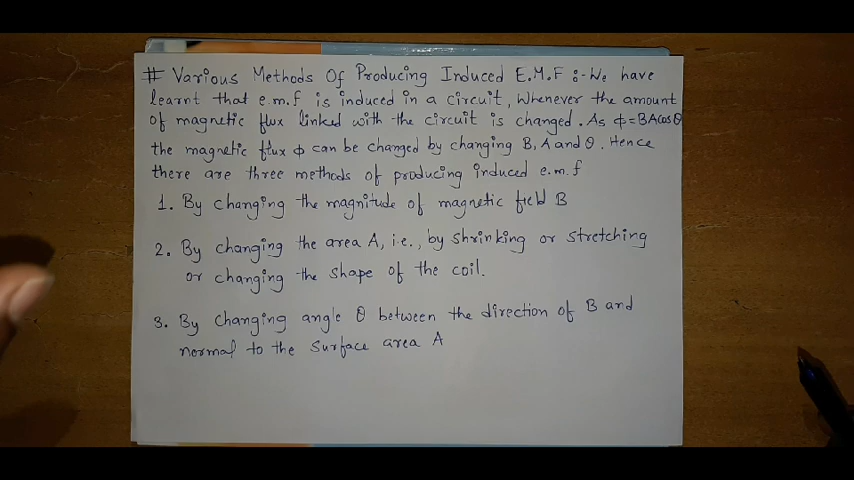 # Various Methods Of Producing Induced E.M.F :- We have
learnt that e.m.f is induced in a circuit, Whenever the amount
of magnetic flux linked with the circuit is changed. As ϕ=BAcosθ
the magnetic flux ϕ can be changed by changing B, A and θ. Hence
there are three methods of producing induced e.m.f
1. By changing the magnitude of magnetic field B
2. By changing the area A, i.e., by shrinking or stretching
or changing the shape of the coil.
3. By changing angle θ between the direction of B and
normal to the surface area A